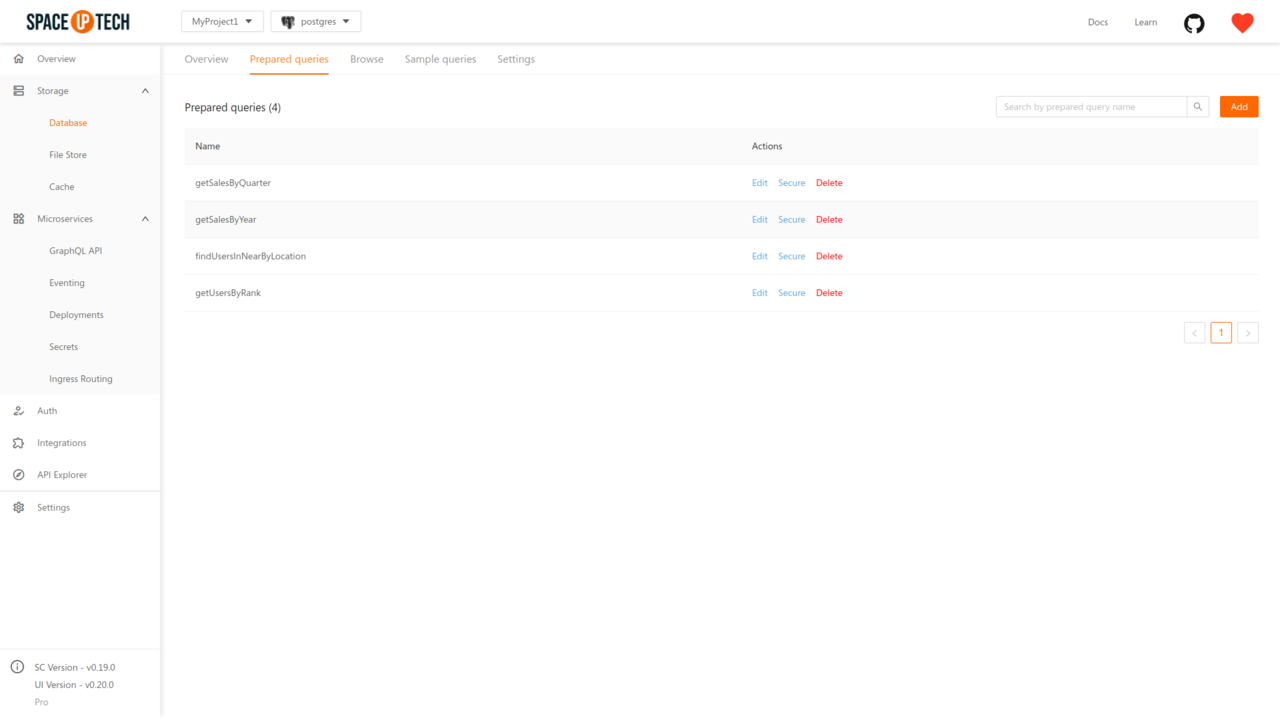 SPACE UP TECH
MyProject1
postgres
Docs
Learn
Overview
Storage
Database
File Store
Cache
Microservices
GraphQL API
Eventing
Deployments
Secrets
Ingress Routing
Auth
Integrations
API Explorer
Settings
SC Version - v0.19.0
UI Version - v0.20.0
Pro
Overview Prepared queries Browse Sample queries Settings
Prepared queries (4)
Search by prepared query name
Add
Name Actions
getSalesByQuarter Edit Secure Delete
getSalesByYear Edit Secure Delete
findUsersInNearByLocation Edit Secure Delete
getUsersByRank Edit Secure Delete
< 1 >